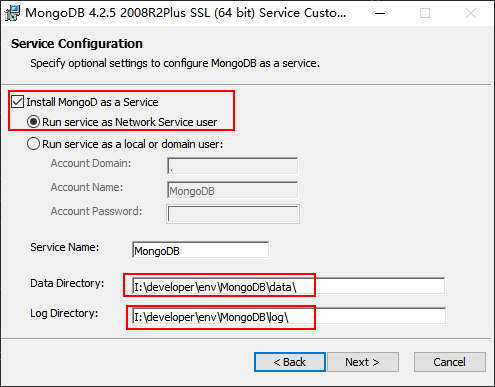 MongoDB 4.2.5 2008R2Plus SSL (64 bit) Service Custo...
Service Configuration
Specify optional settings to configure MongoDB as a service.
Install MongoD as a Service
Run service as Network Service user
Run service as a local or domain user:
Account Domain: .
Account Name: MongoDB
Account Password:
Service Name: MongoDB
Data Directory: I:\developer\env\MongoDB\data\
Log Directory: I:\developer\env\MongoDB\log\
< Back Next > Cancel